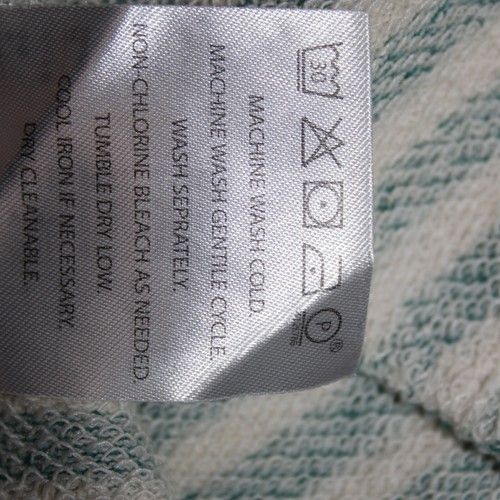 30
P
®
MACHINE WASH COLD
MACHINE WASH GENTILE CYCLE.
WASH SEPRATELY.
NON-CHLORINE BLEACH AS NEEDED.
TUMBLE DRY LOW.
COOL IRON IF NECESSARY.
DRY CLEANABLE.